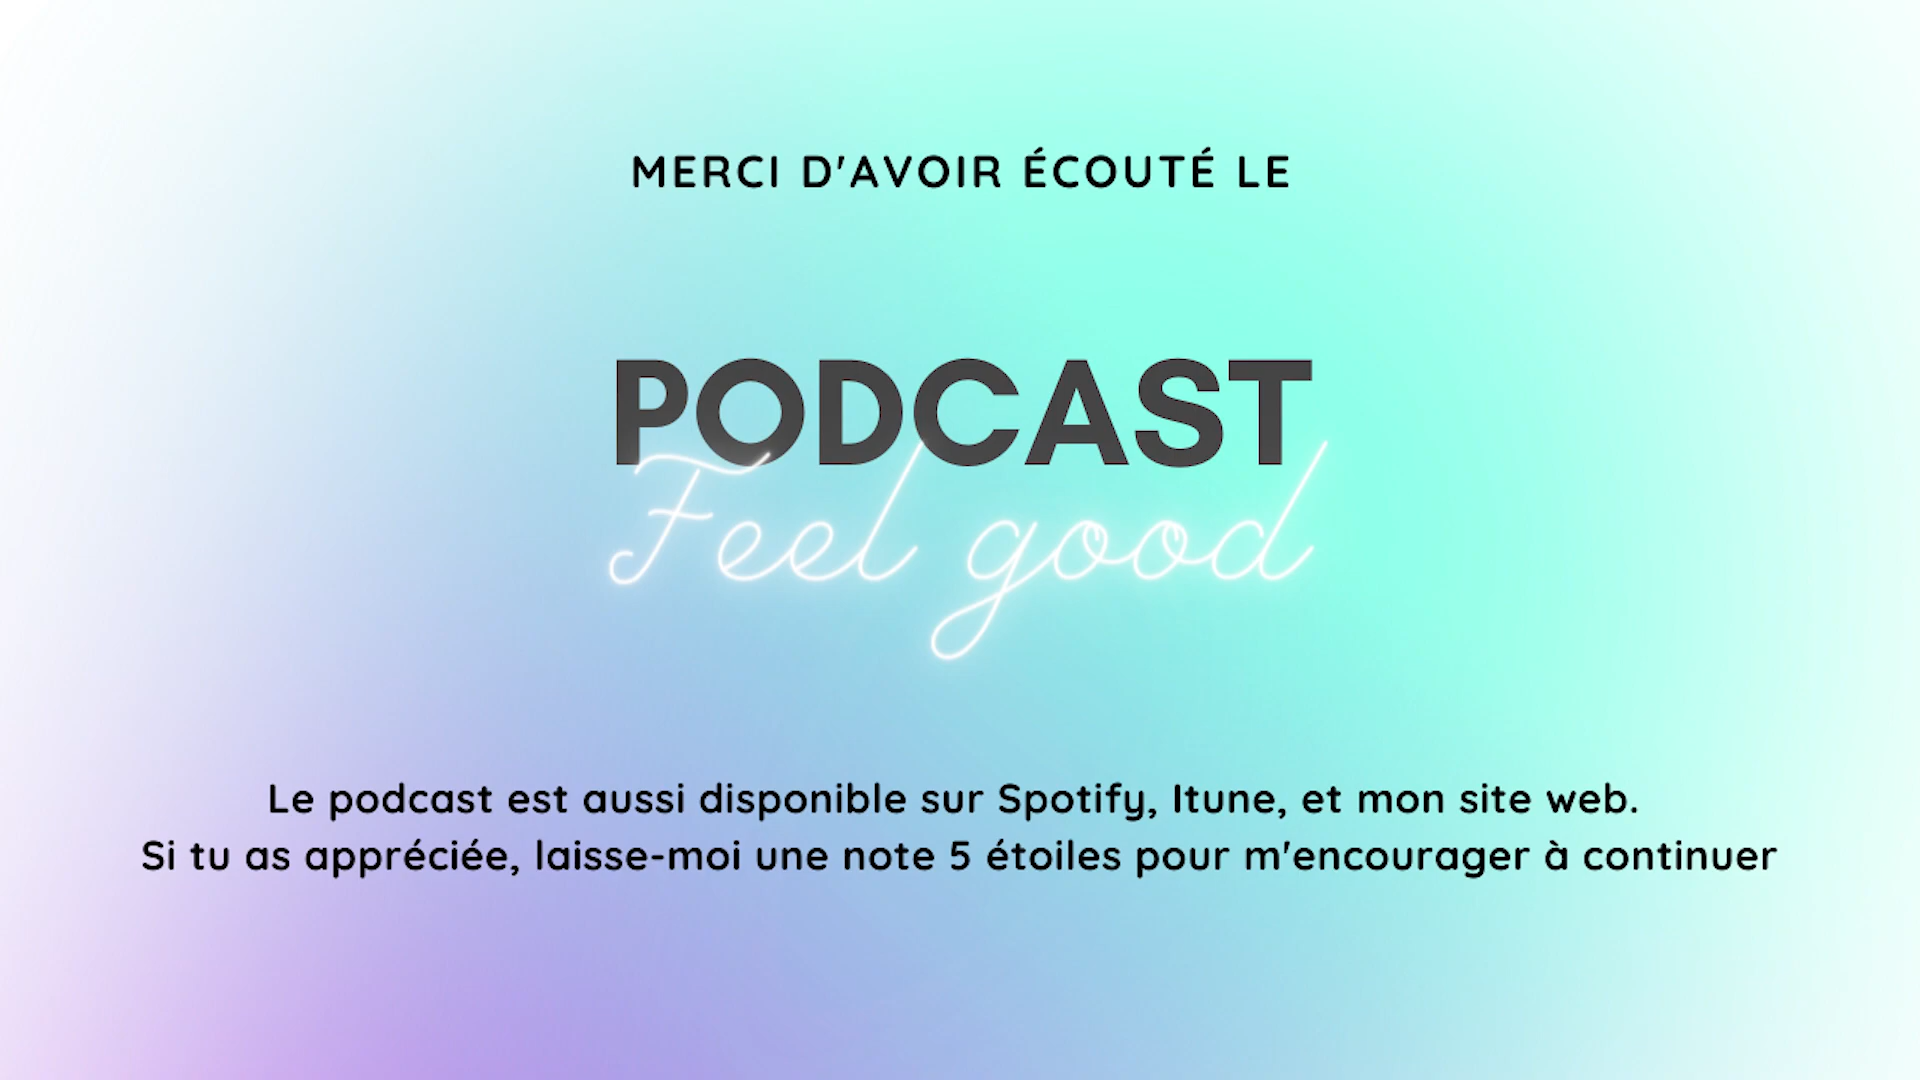 MERCI D'AVOIR ÉCOUTÉ LE
PODCAST
Feel good
Le podcast est aussi disponible sur Spotify, Itune, et mon site web.
Si tu as appréciée, laisse-moi une note 5 étoiles pour m'encourager à continuer